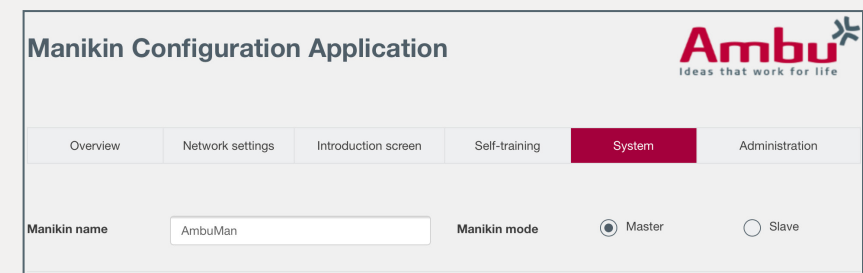 Manikin Configuration Application
Ambu
Ideas that work for life
Overview Network settings Introduction screen Self-training System Administration
Manikin name AmbuMan Manikin mode Master Slave